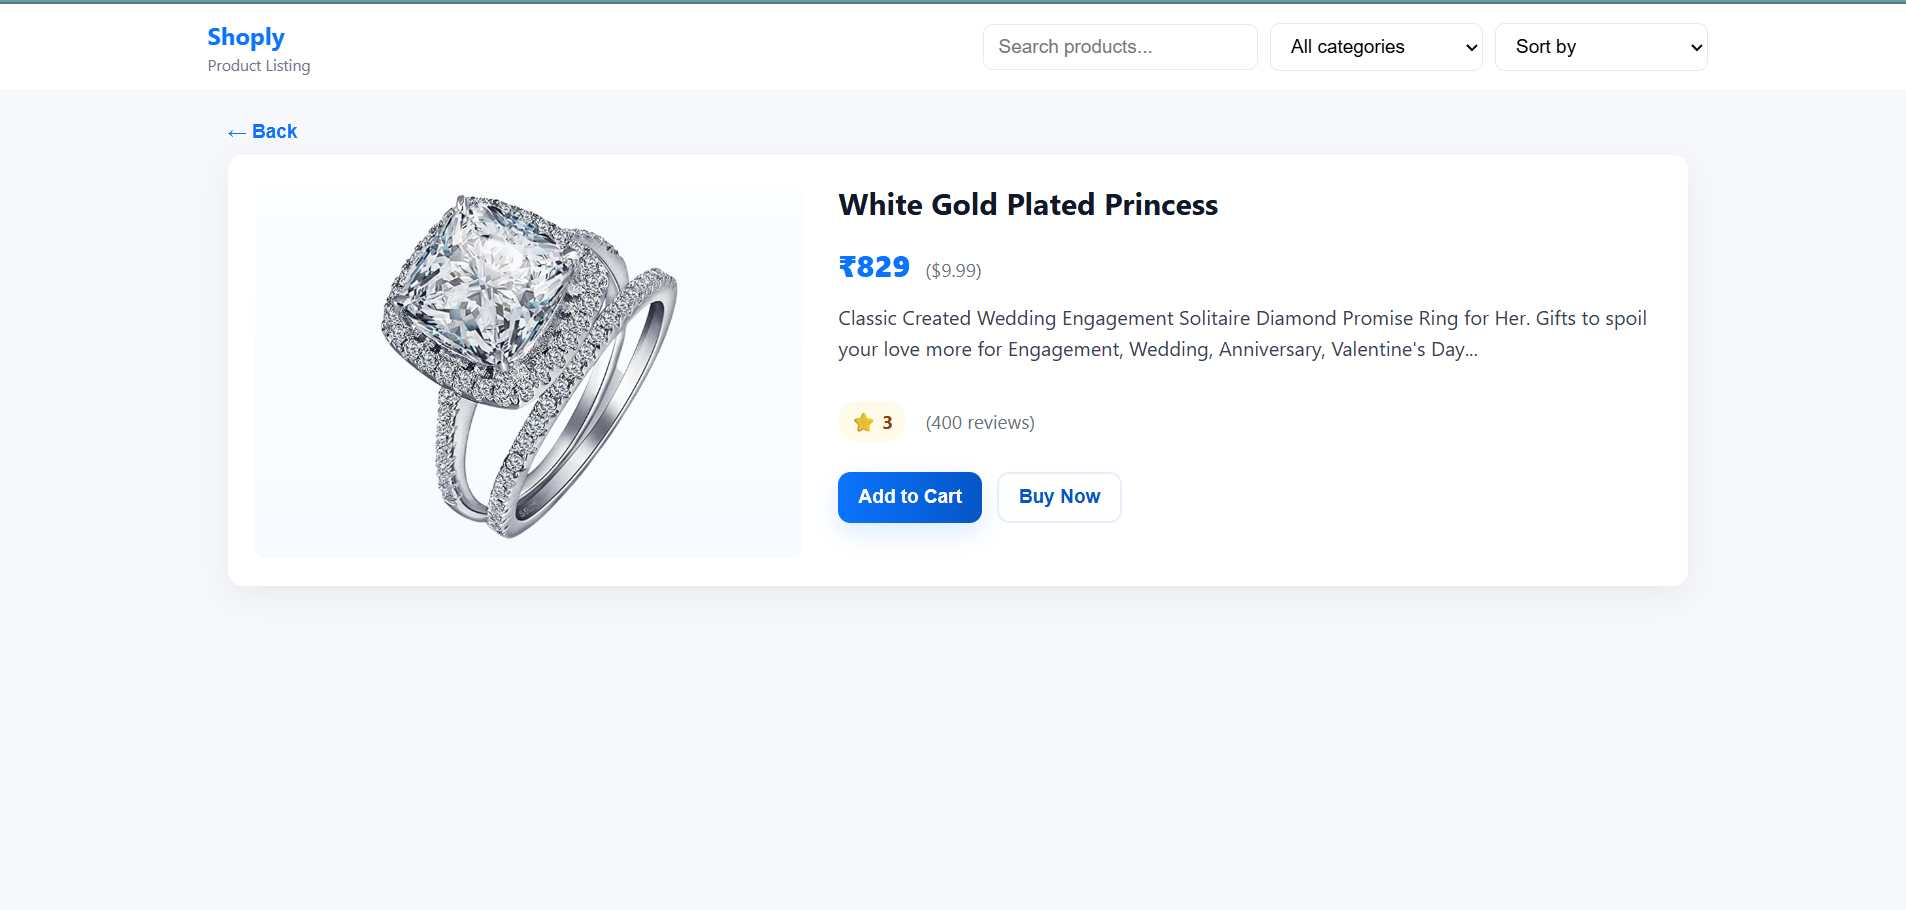 Shoply
Product Listing
Search products...
All categories
Sort by
← Back
White Gold Plated Princess
₹829 ($9.99)
Classic Created Wedding Engagement Solitaire Diamond Promise Ring for Her. Gifts to spoil
your love more for Engagement, Wedding, Anniversary, Valentine's Day...
⭐ 3 (400 reviews)
Add to Cart
Buy Now